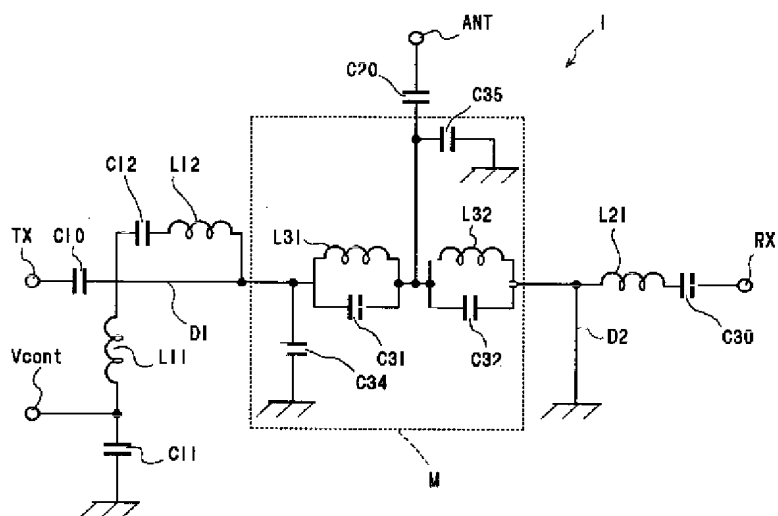 ANT
1
C20
C35
C12
L12
TX
C10
L31
L32
L21
RX
D1
C31
C32
D2
C30
Vcont
L11
C34
C11
M